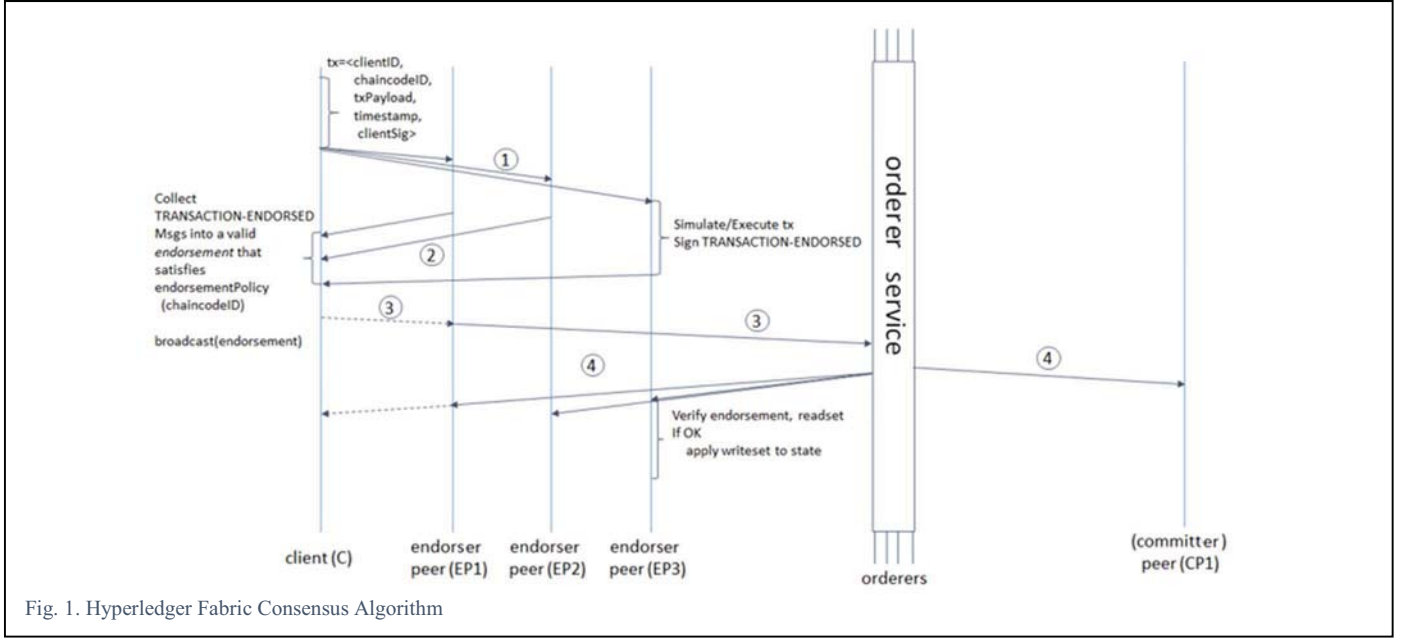 tx=<clientID,
chaincodeID,
txPayload,
timestamp,
clientSig>
1
Collect
TRANSACTION-ENDORSED
Msgs into a valid
endorsement that
satisfies
endorsementPolicy
(chaincodeID)
2
Simulate/Execute tx
Sign TRANSACTION-ENDORSED
3
3
broadcast(endorsement)
4
4
Verify endorsement, readset
If OK
apply writeset to state
orderer service
client (C)
endorser
peer (EP1)
endorser
peer (EP2)
endorser
peer (EP3)
orderers
(committer)
peer (CP1)
Fig. 1. Hyperledger Fabric Consensus Algorithm